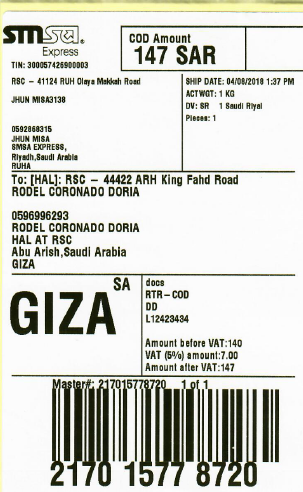 smsa
Express
TIN: 300057426900003
COD Amount
147 SAR
RSC - 41124 RUH Olaya Makkah Road
JHUN MISA3138
0592868315
JHUN MISA
SMSA EXPRESS,
Riyadh,Saudi Arabia
RUHA
SHIP DATE: 04/08/2018 1:37 PM
ACTWGT: 1 KG
DV: SR 1 Saudi Riyal
Pieces: 1
To: [HAL]: RSC - 44422 ARH King Fahd Road
RODEL CORONADO DORIA
0596996293
RODEL CORONADO DORIA
HAL AT RSC
Abu Arish,Saudi Arabia
GIZA
GIZA
SA
docs
RTR-COD
DD
L12423434
Amount before VAT:140
VAT (5%) amount:7.00
Amount after VAT:147
Master#: 217015778720 1 of 1
2170 1577 8720